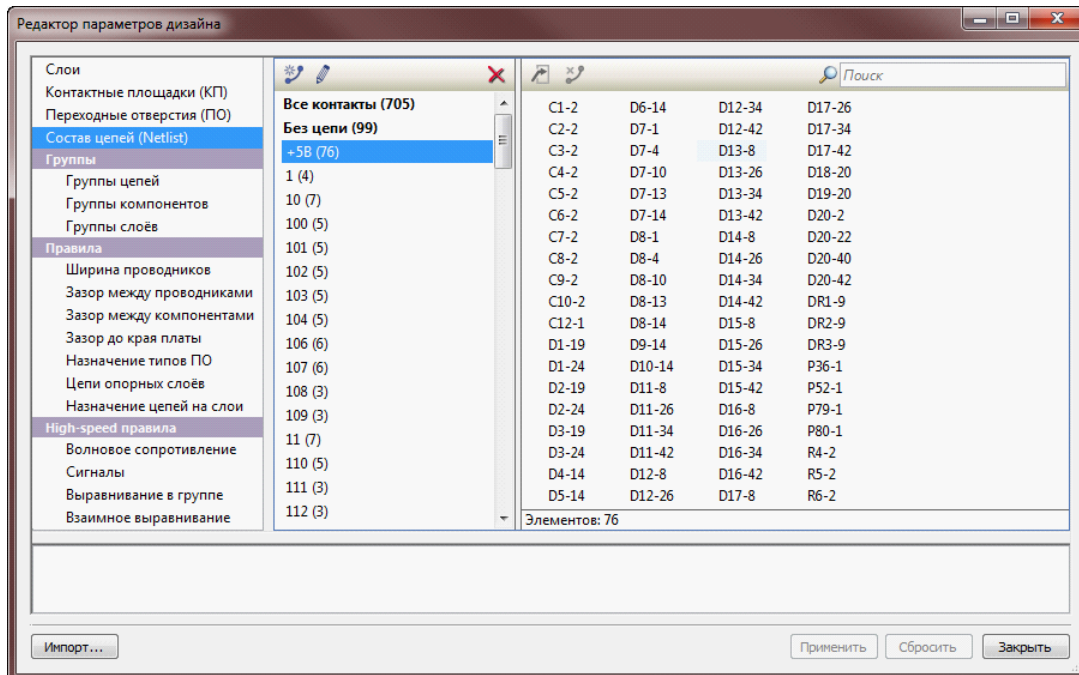 Редактор параметров дизайна
Слои
Контактные площадки (КП)
Переходные отверстия (ПО)
Состав цепей (Netlist)
Группы
Группы цепей
Группы компонентов
Группы слоёв
Правила
Ширина проводников
Зазор между проводниками
Зазор между компонентами
Зазор до края платы
Назначение типов ПО
Цепи опорных слоёв
Назначение цепей на слои
High-speed правила
Волновое сопротивление
Сигналы
Выравнивание в группе
Взаимное выравнивание
Все контакты (705)
Без цепи (99)
+5В (76)
1 (4)
10 (7)
100 (5)
101 (5)
102 (5)
103 (5)
104 (5)
106 (6)
107 (6)
108 (3)
109 (3)
11 (7)
110 (5)
111 (3)
112 (3)
Поиск
C1-2 D6-14 D12-34 D17-26
C2-2 D7-1 D12-42 D17-34
C3-2 D7-4 D13-8 D17-42
C4-2 D7-10 D13-26 D18-20
C5-2 D7-13 D13-34 D19-20
C6-2 D7-14 D13-42 D20-2
C7-2 D8-1 D14-8 D20-22
C8-2 D8-4 D14-26 D20-40
C9-2 D8-10 D14-34 D20-42
C10-2 D8-13 D14-42 DR1-9
C12-1 D8-14 D15-8 DR2-9
D1-19 D9-14 D15-26 DR3-9
D1-24 D10-14 D15-34 P36-1
D2-19 D11-8 D15-42 P52-1
D2-24 D11-26 D16-8 P79-1
D3-19 D11-34 D16-26 P80-1
D3-24 D11-42 D16-34 R4-2
D4-14 D12-8 D16-42 R5-2
D5-14 D12-26 D17-8 R6-2
Элементов: 76
Импорт...
Применить
Сбросить
Закрыть